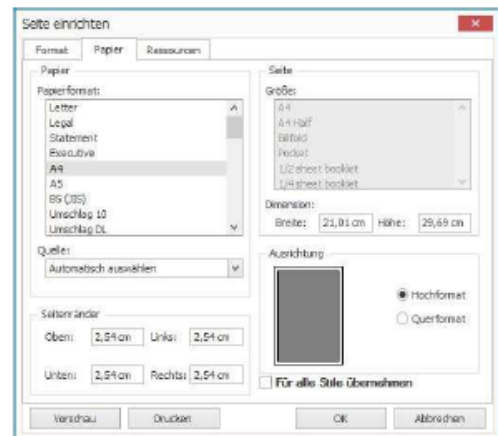 Seite einrichten
Format Papier Ressourcen
Papier
Papierformat:
Letter
Legal
Statement
Executive
A4
A5
B5 (JIS)
Umschlag 10
Umschlag DL
Quelle:
Automatisch auswählen
Seitenränder
Oben: 2,54 cm Links: 2,54 cm
Unten: 2,54 cm Rechts: 2,54 cm
Seite
Größe:
A4
A4 Half
Billfold
Pocket
1/2 sheet booklet
1/4 sheet booklet
Dimension:
Breite: 21,01 cm Höhe: 29,69 cm
Ausrichtung
Hochformat
Querformat
Für alle Stile übernehmen
Vorschau Drucken OK Abbrechen